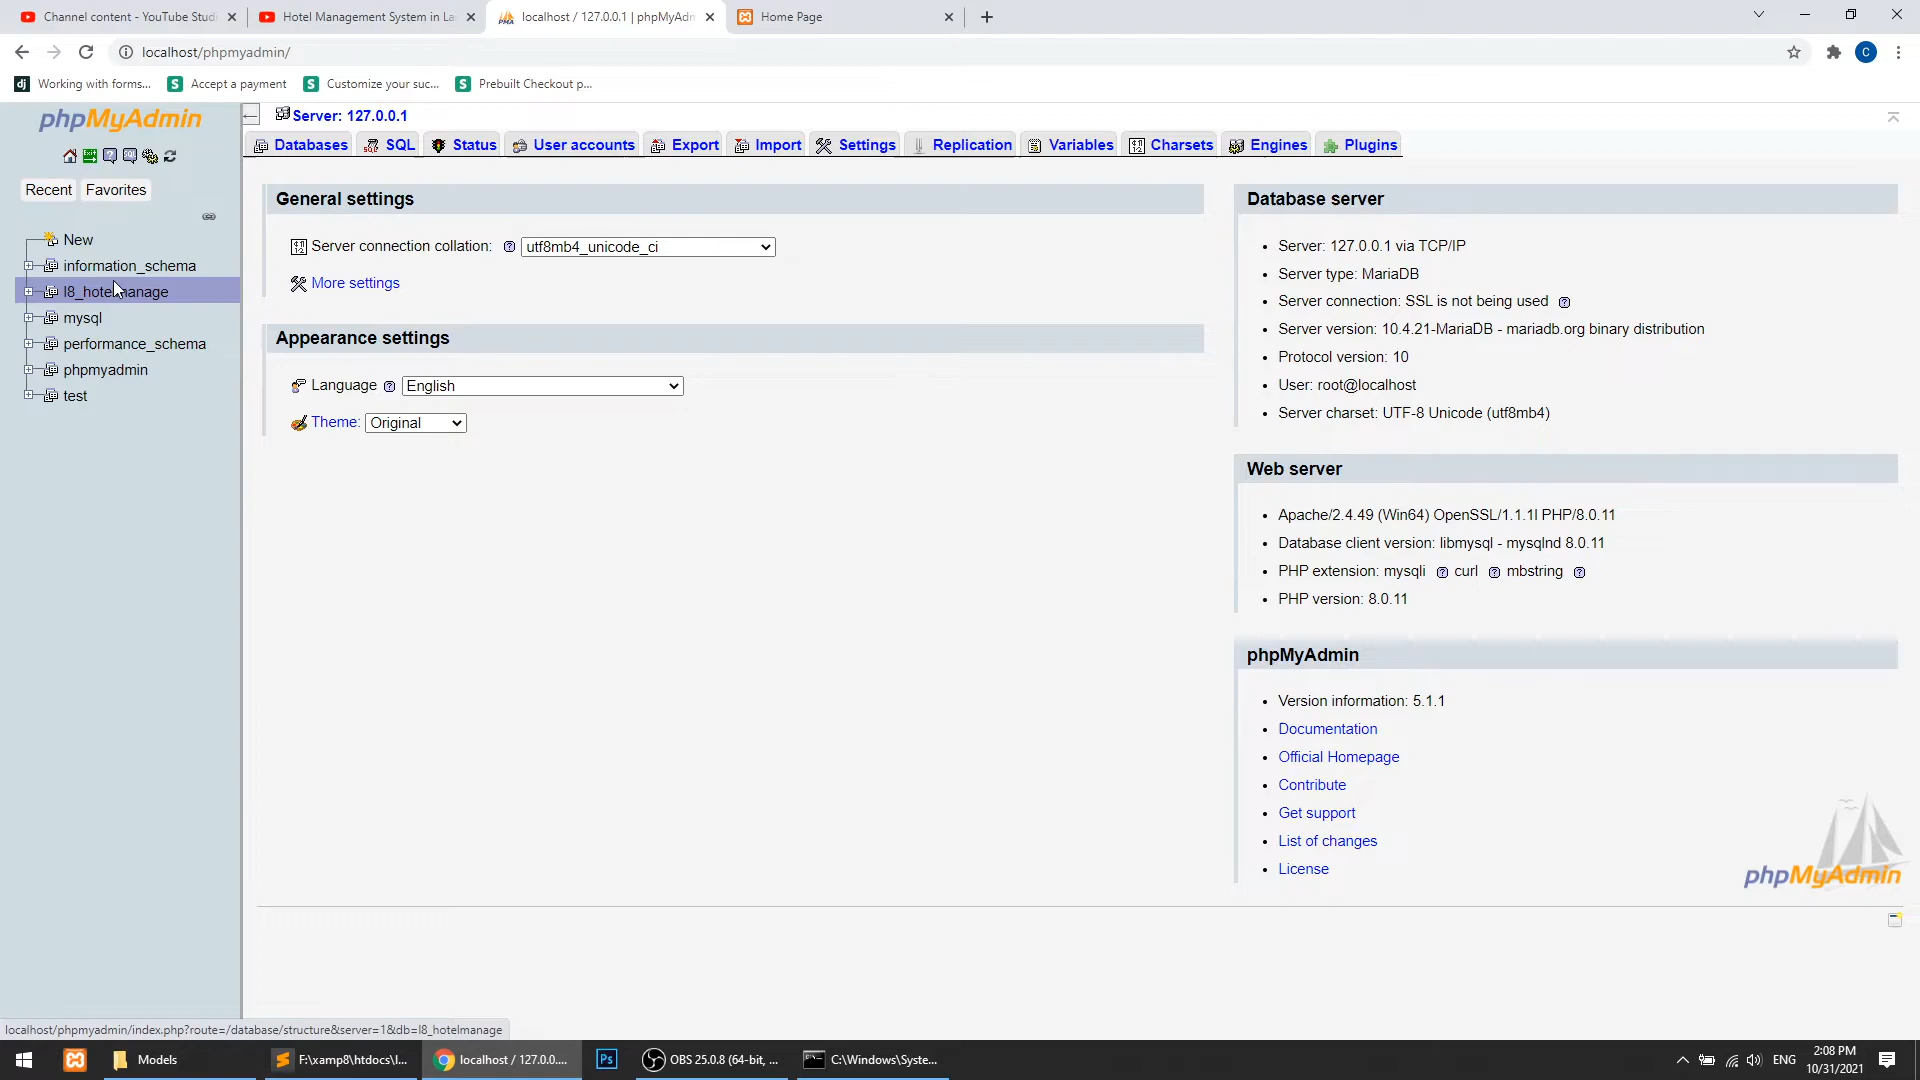 Channel content - YouTube Stud
Hotel Management System in La
localhost / 127.0.0.1 | phpMyAdm
Home Page
localhost/phpmyadmin/
C
dj Working with forms...
S Accept a payment
S Customize your suc...
S Prebuilt Checkout p...
phpMyAdmin
Recent
Favorites
New
information_schema
l8_hotelmanage
mysql
performance_schema
phpmyadmin
test
Server: 127.0.0.1
Databases
SQL
Status
User accounts
Export
Import
Settings
Replication
Variables
Charsets
Engines
Plugins
General settings
Server connection collation: utf8mb4_unicode_ci
More settings
Appearance settings
Language English
Theme: Original
Database server
Server: 127.0.0.1 via TCP/IP
Server type: MariaDB
Server connection: SSL is not being used
Server version: 10.4.21-MariaDB - mariadb.org binary distribution
Protocol version: 10
User: root@localhost
Server charset: UTF-8 Unicode (utf8mb4)
Web server
Apache/2.4.49 (Win64) OpenSSL/1.1.1l PHP/8.0.11
Database client version: libmysql - mysqlnd 8.0.11
PHP extension: mysqli curl mbstring
PHP version: 8.0.11
phpMyAdmin
Version information: 5.1.1
Documentation
Official Homepage
Contribute
Get support
List of changes
License
phpMyAdmin
localhost/phpmyadmin/index.php?route=/database/structure&server=1&db=l8_hotelmanage
Models
F:\xamp8\htdocs\l...
localhost / 127.0.0....
Ps
OBS 25.0.8 (64-bit, ...
C:\Windows\Syste...
ENG
2:08 PM
10/31/2021